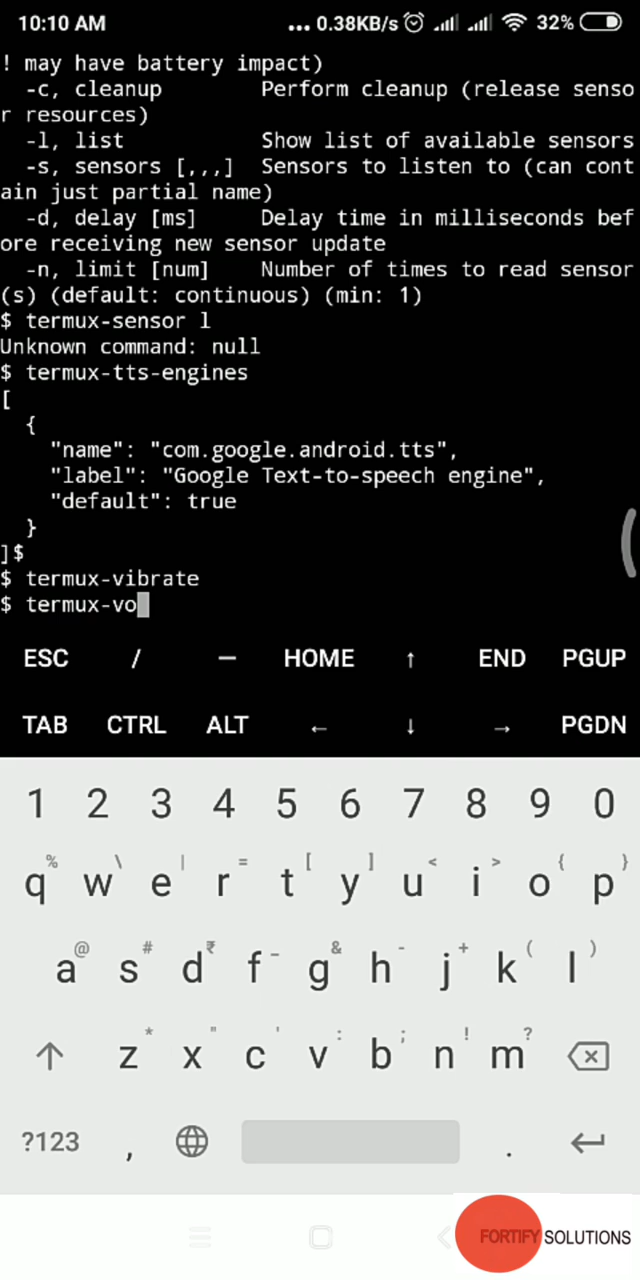 10:10 AM ... 0.38KB/s 32%
! may have battery impact)
-c, cleanup Perform cleanup (release senso
r resources)
-l, list Show list of available sensors
-s, sensors [,,,] Sensors to listen to (can cont
ain just partial name)
-d, delay [ms] Delay time in milliseconds bef
ore receiving new sensor update
-n, limit [num] Number of times to read sensor
(s) (default: continuous) (min: 1)
$ termux-sensor l
Unknown command: null
$ termux-tts-engines
[
{
"name": "com.google.android.tts",
"label": "Google Text-to-speech engine",
"default": true
}
]$
$ termux-vibrate
$ termux-vo
ESC / — HOME ↑ END PGUP
TAB CTRL ALT ← ↓ → PGDN
1 2 3 4 5 6 7 8 9 0
% \ | = [ ] < > { }
q w e r t y u i o p
@ # ₹ _ & - + ( )
a s d f g h j k l
* " ' : ; ! ?
z x c v b n m
?123 , .
FORTIFY SOLUTIONS